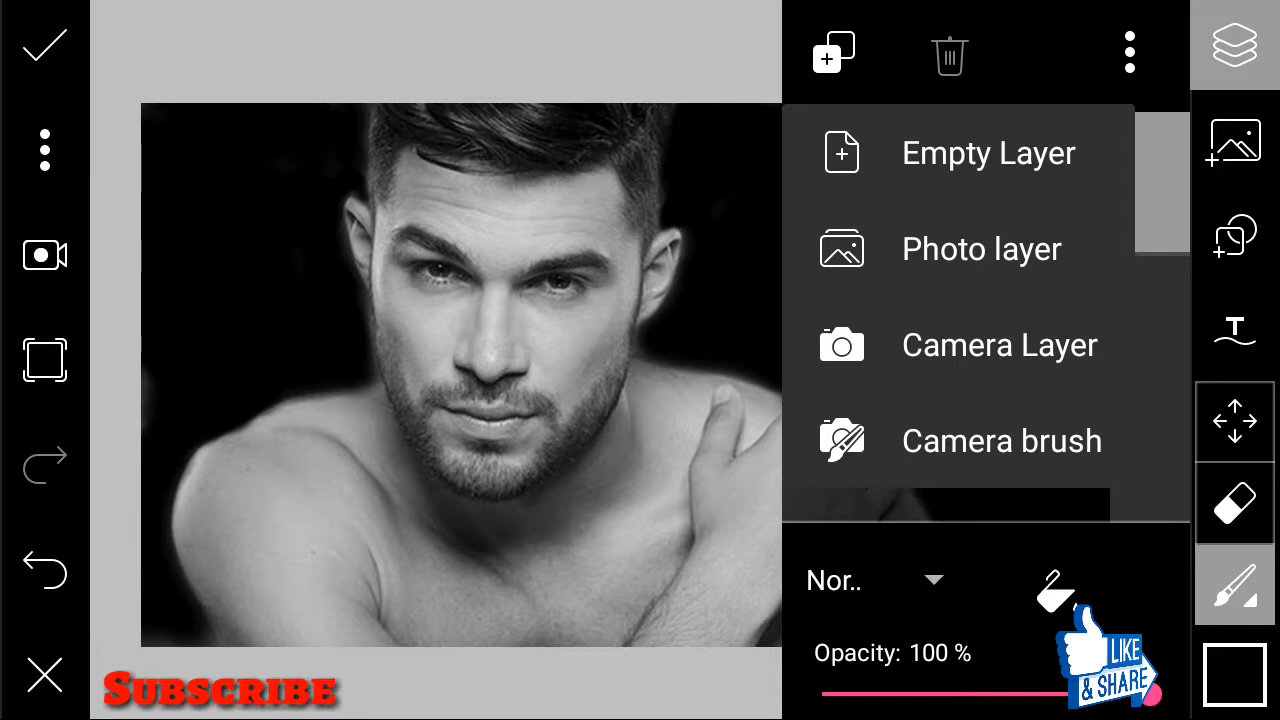 Empty Layer
Photo layer
Camera Layer
Camera brush
Nor..
Opacity: 100 %
LIKE
& SHARE
SUBSCRIBE
T